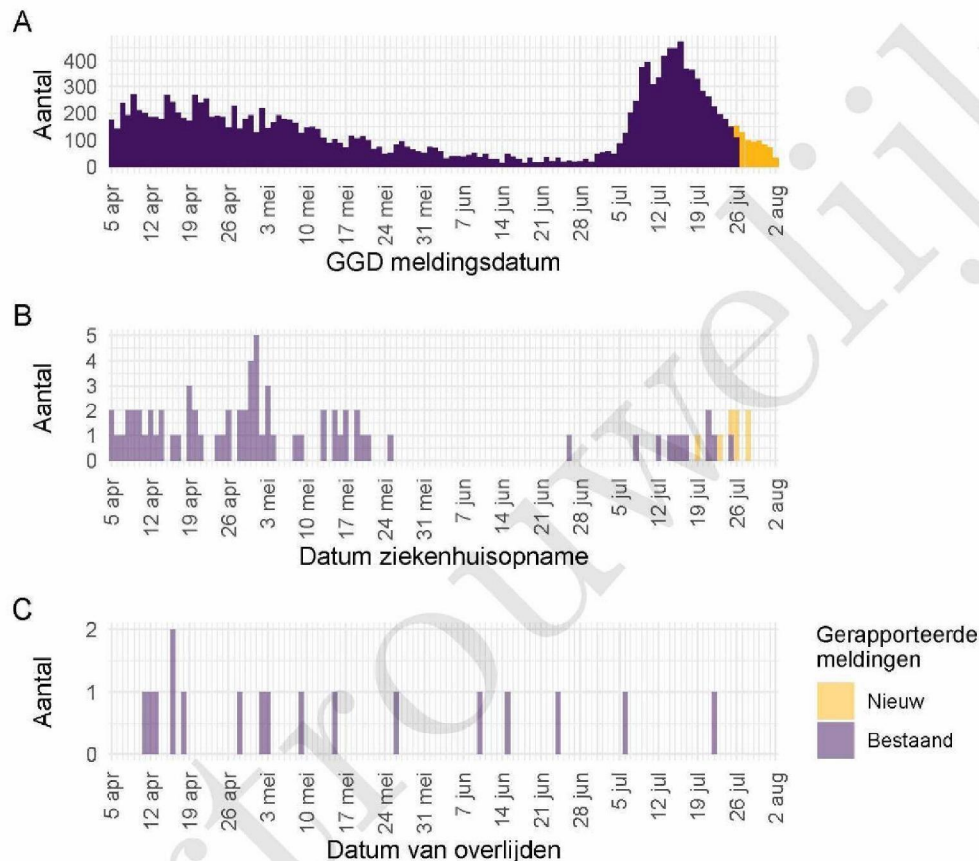 A
Aantal
400
300
200
100
0
5 apr
12 apr
19 apr
26 apr
3 mei
10 mei
17 mei
24 mei
31 mei
7 jun
14 jun
21 jun
28 jun
5 jul
12 jul
19 jul
26 jul
2 aug
GGD meldingsdatum
B
Aantal
5
4
3
2
1
0
5 apr
12 apr
19 apr
26 apr
3 mei
10 mei
17 mei
24 mei
31 mei
7 jun
14 jun
21 jun
28 jun
5 jul
12 jul
19 jul
26 jul
2 aug
Datum ziekenhuisopname
C
Aantal
2
1
0
5 apr
12 apr
19 apr
26 apr
3 mei
10 mei
17 mei
24 mei
31 mei
7 jun
14 jun
21 jun
28 jun
5 jul
12 jul
19 jul
26 jul
2 aug
Datum van overlijden
Gerapporteerde
meldingen
Nieuw
Bestaand
rtrouwelij